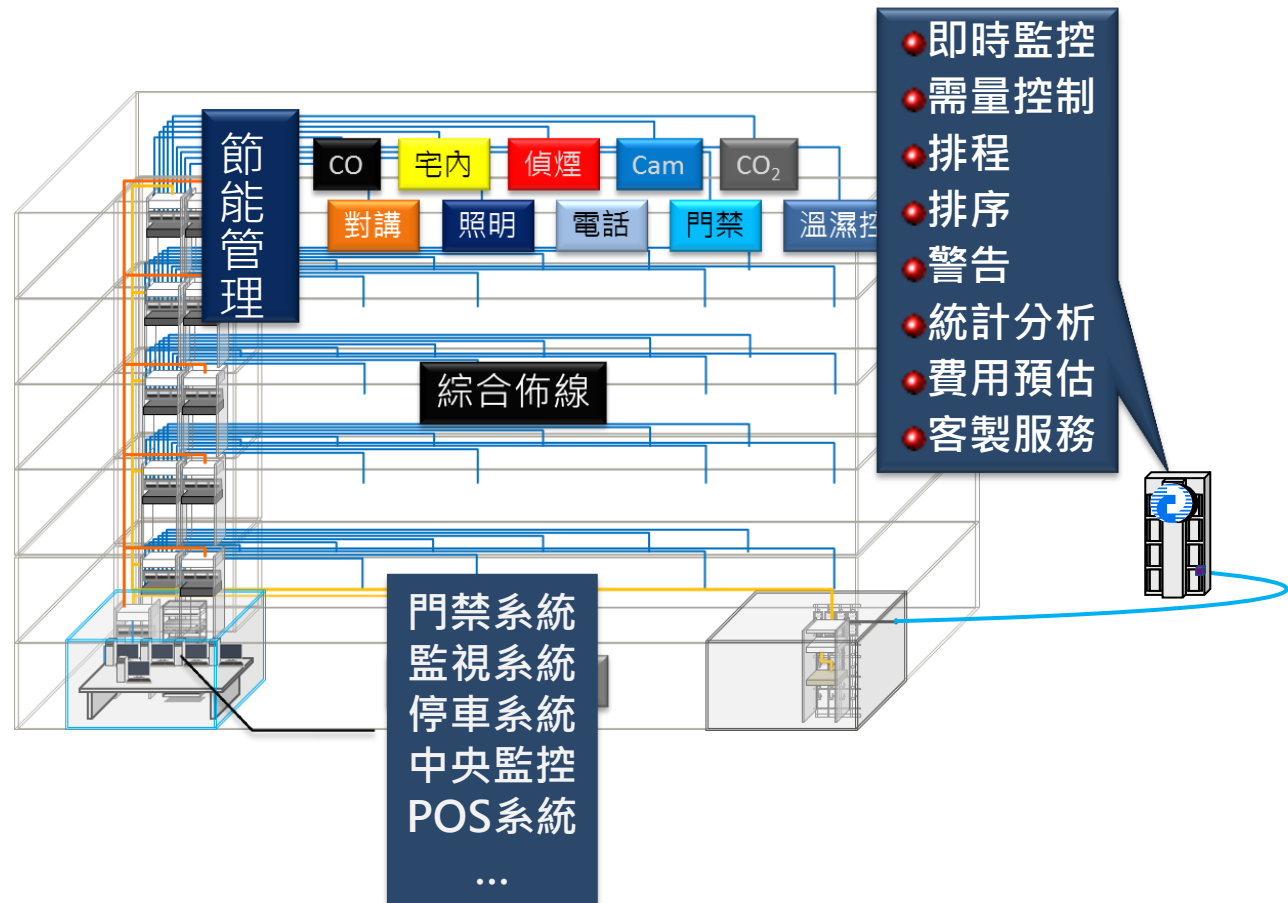 即時監控
需量控制
排程
排序
警告
統計分析
費用預估
客製服務
節能管理
CO
宅內
偵煙
Cam
CO₂
對講
照明
電話
門禁
溫濕控
綜合佈線
門禁系統
監視系統
停車系統
中央監控
POS系統
...